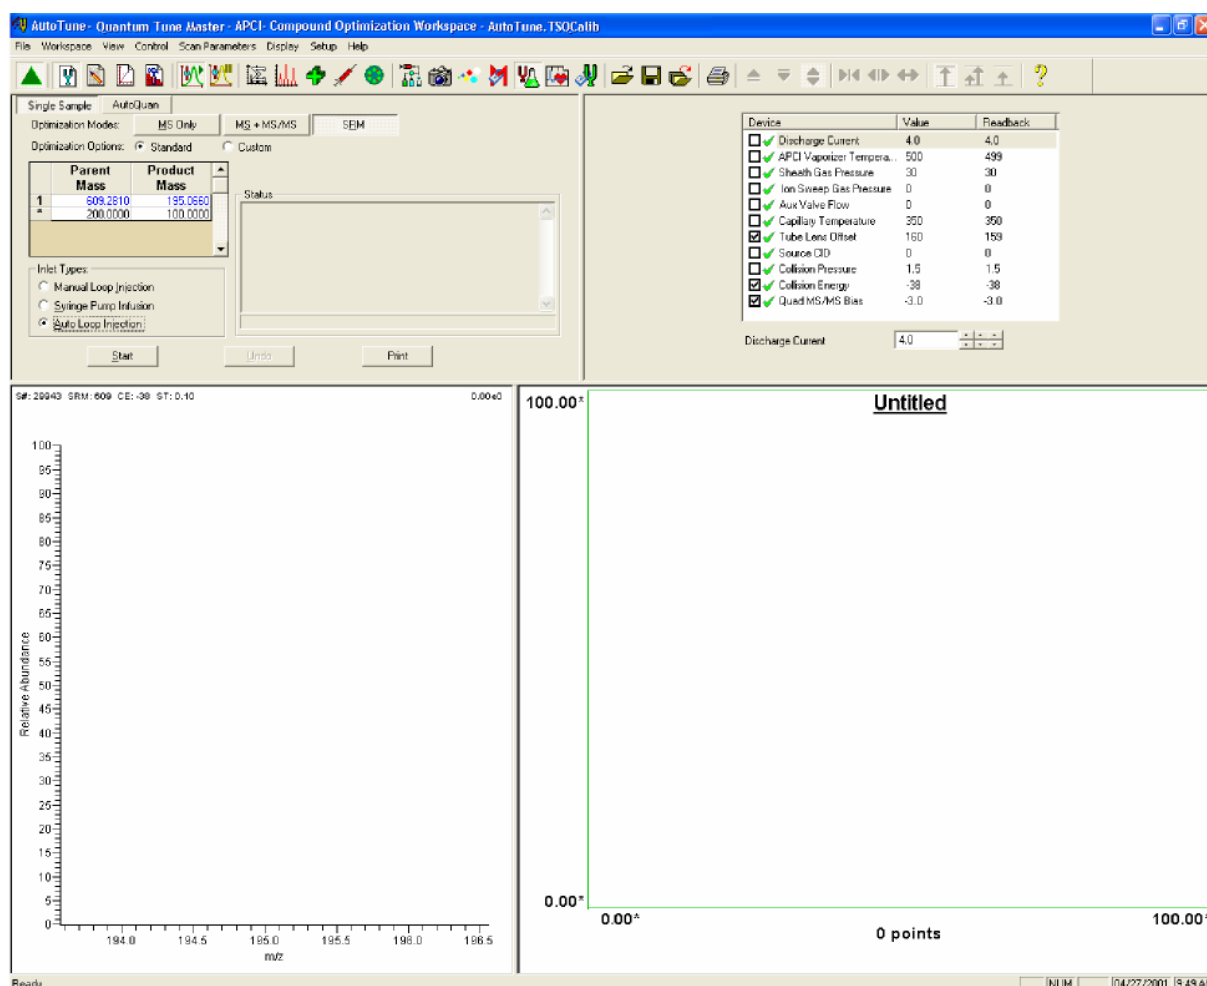 AutoTune - Quantum Tune Master - APCI - Compound Optimization Workspace - AutoTune, TSQCalib
File Workspace View Control Scan Parameters Display Setup Help
Single Sample AutoQuan
Optimization Modes: MS Only MS + MS/MS SRM
Optimization Options: Standard Custom
Parent Mass Product Mass
1 609.2810 195.0660
* 200.0000 100.0000
Status
Inlet Types:
Manual Loop Injection
Syringe Pump Infusion
Auto Loop Injection
Start Undo Print
Device Value Readback
Discharge Current 4.0 4.0
APCI Vaporizer Tempera... 500 499
Sheath Gas Pressure 30 30
Ion Sweep Gas Pressure 0 0
Aux Valve Flow 0 0
Capillary Temperature 350 350
Tube Lens Offset 160 159
Source CID 0 0
Collision Pressure 1.5 1.5
Collision Energy -38 -38
Quad MS/MS Bias -3.0 -3.0
Discharge Current 4.0
S#: 29943 SRM: 609 CE: -38 ST: 0.10 0.00e0
100
95
90
85
80
75
70
65
60
55
50
45
40
35
30
25
20
15
10
5
0
Relative Abundance
194.0 194.5 195.0 195.5 196.0 196.5
m/z
Untitled
100.00*
0.00*
0.00* 100.00*
0 points
Ready NUM 04/27/2001 9:49 A